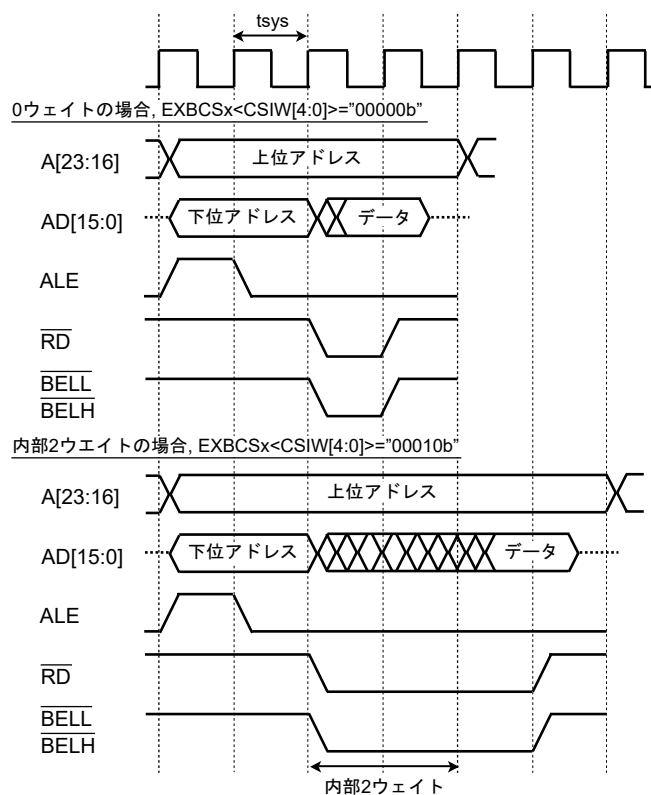 tsys
0ウェイトの場合, EXBCSx<CSIW[4:0]>="00000b"
A[23:16]
上位アドレス
AD[15:0]
下位アドレス
データ
ALE
RD
BELL
BELH
内部2ウエイトの場合, EXBCSx<CSIW[4:0]>="00010b"
A[23:16]
上位アドレス
AD[15:0]
下位アドレス
データ
ALE
RD
BELL
BELH
内部2ウェイト